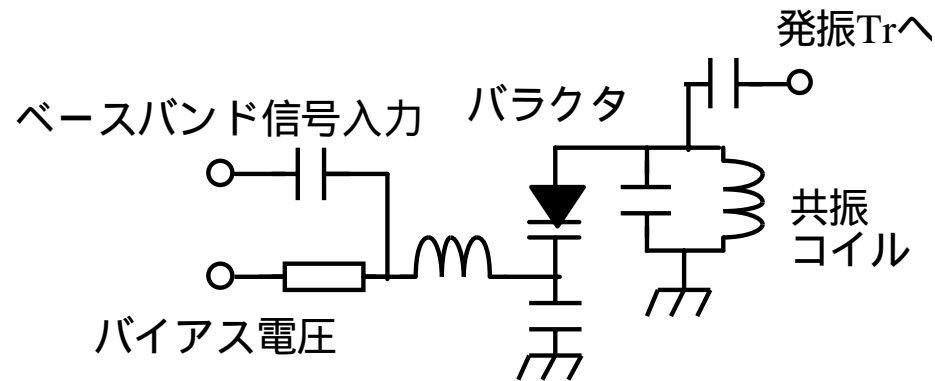 発振Trへ
バラクタ
ベースバンド信号入力
共振
コイル
バイアス電圧